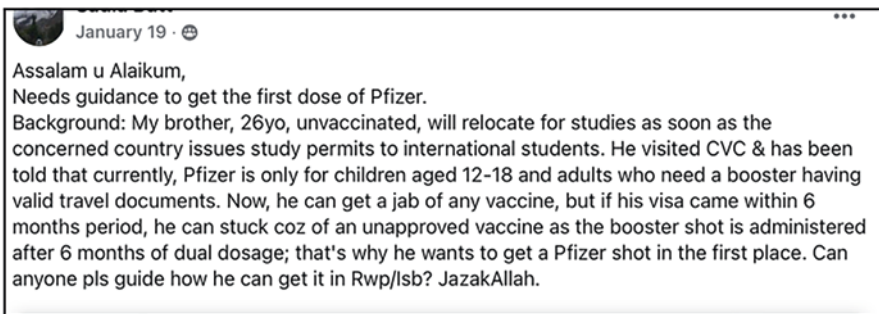 January 19 ·
Assalam u Alaikum,
Needs guidance to get the first dose of Pfizer.
Background: My brother, 26yo, unvaccinated, will relocate for studies as soon as the
concerned country issues study permits to international students. He visited CVC & has been
told that currently, Pfizer is only for children aged 12-18 and adults who need a booster having
valid travel documents. Now, he can get a jab of any vaccine, but if his visa came within 6
months period, he can stuck coz of an unapproved vaccine as the booster shot is administered
after 6 months of dual dosage; that's why he wants to get a Pfizer shot in the first place. Can
anyone pls guide how he can get it in Rwp/Isb? JazakAllah.